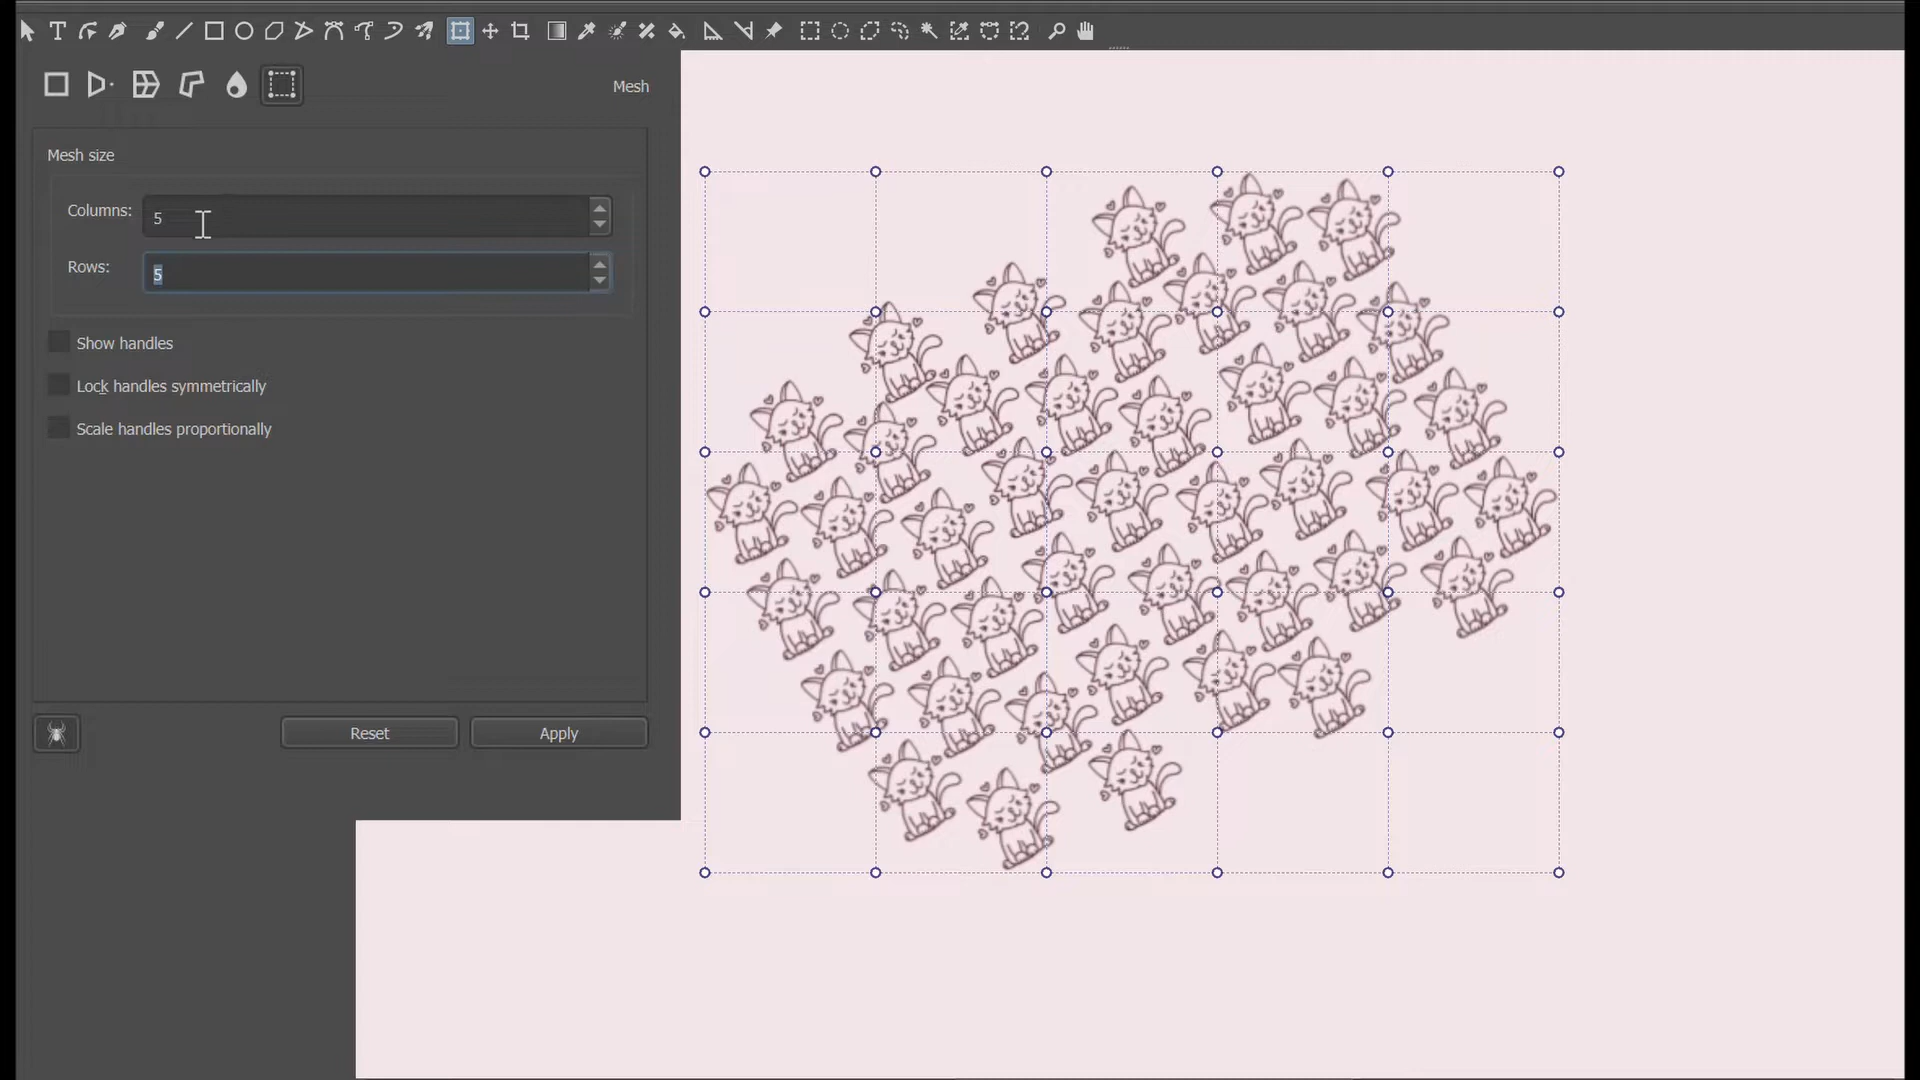 Mesh
Mesh size
Columns: 5
Rows: 5
Show handles
Lock handles symmetrically
Scale handles proportionally
Reset
Apply